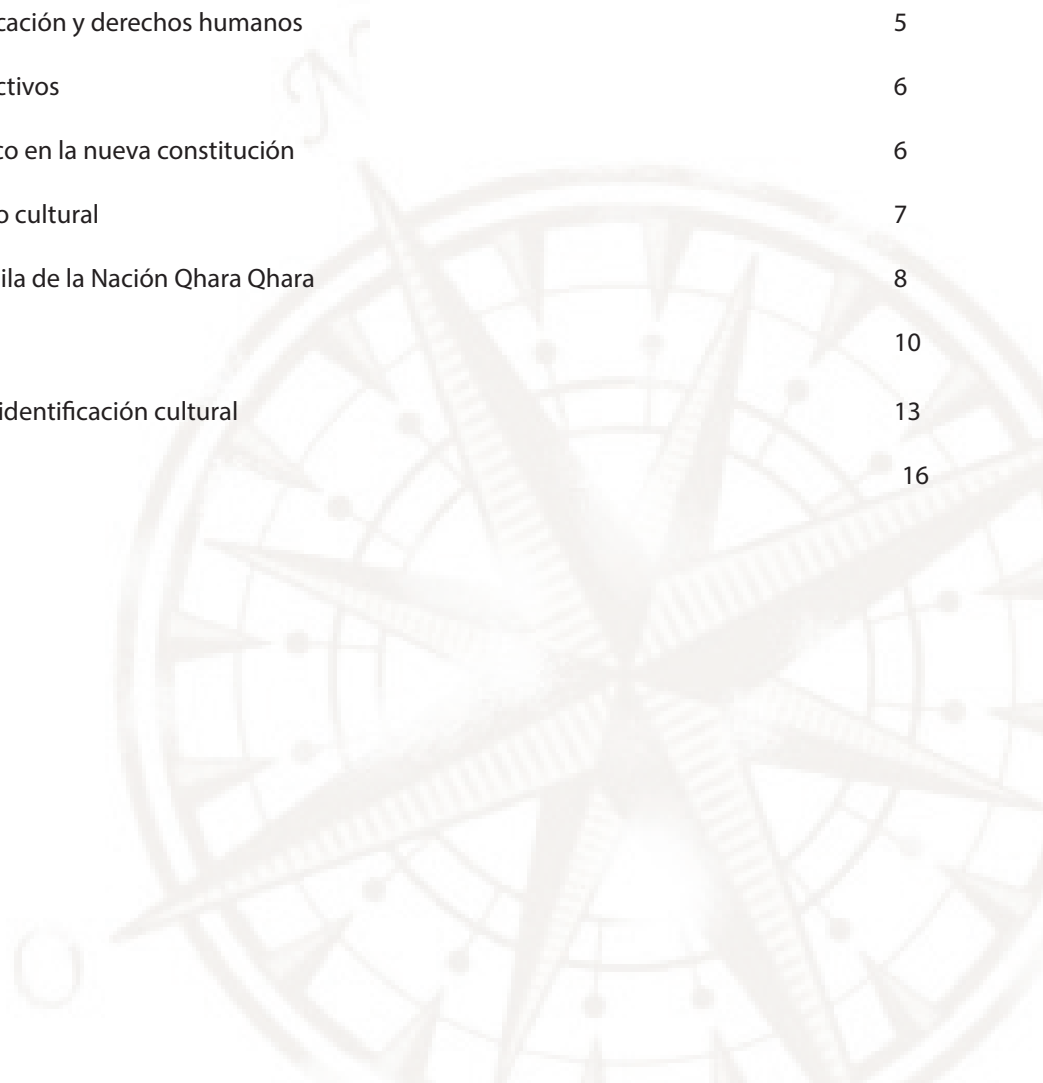 cación y derechos humanos 5
ctivos 6
co en la nueva constitución 6
o cultural 7
ila de la Nación Qhara Qhara 8
10
identificación cultural 13
16
N
O